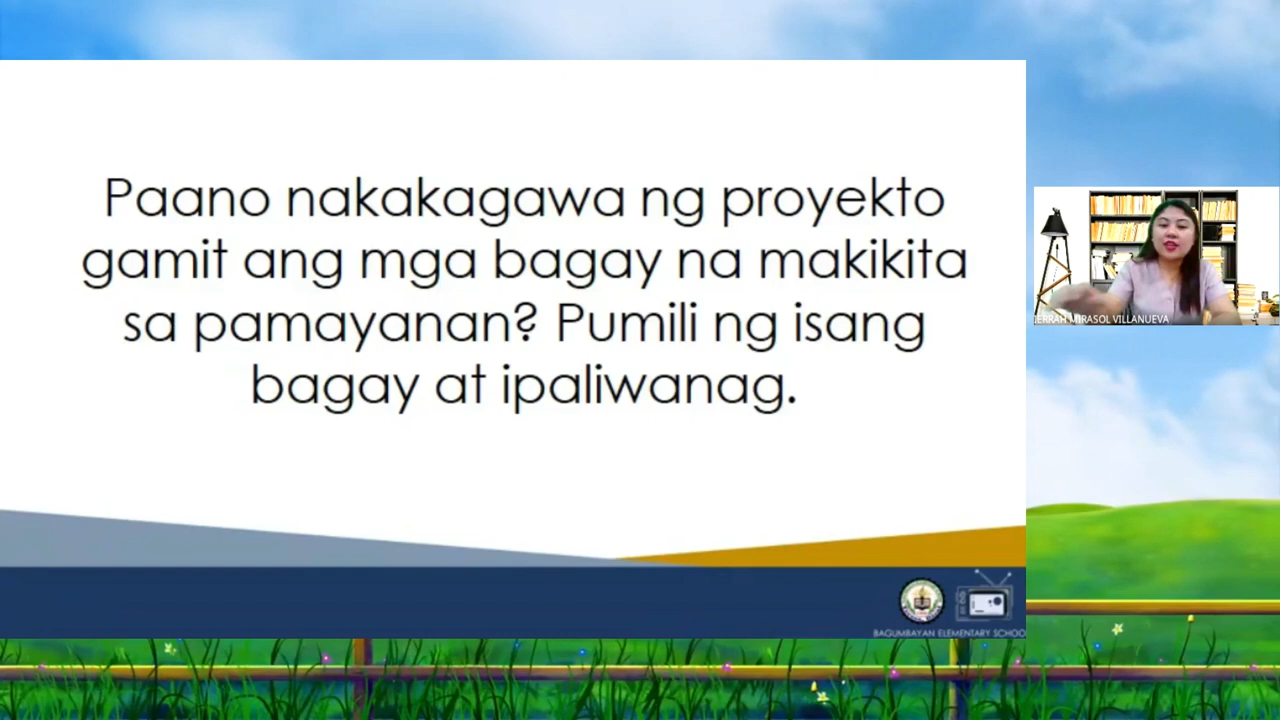 Paano nakakagawa ng proyekto
gamit ang mga bagay na makikita
sa pamayanan? Pumili ng isang
bagay at ipaliwanag.
MIRASOL VILLANUEVA
BAGUMBAYAN ELEMENTARY SCHOO